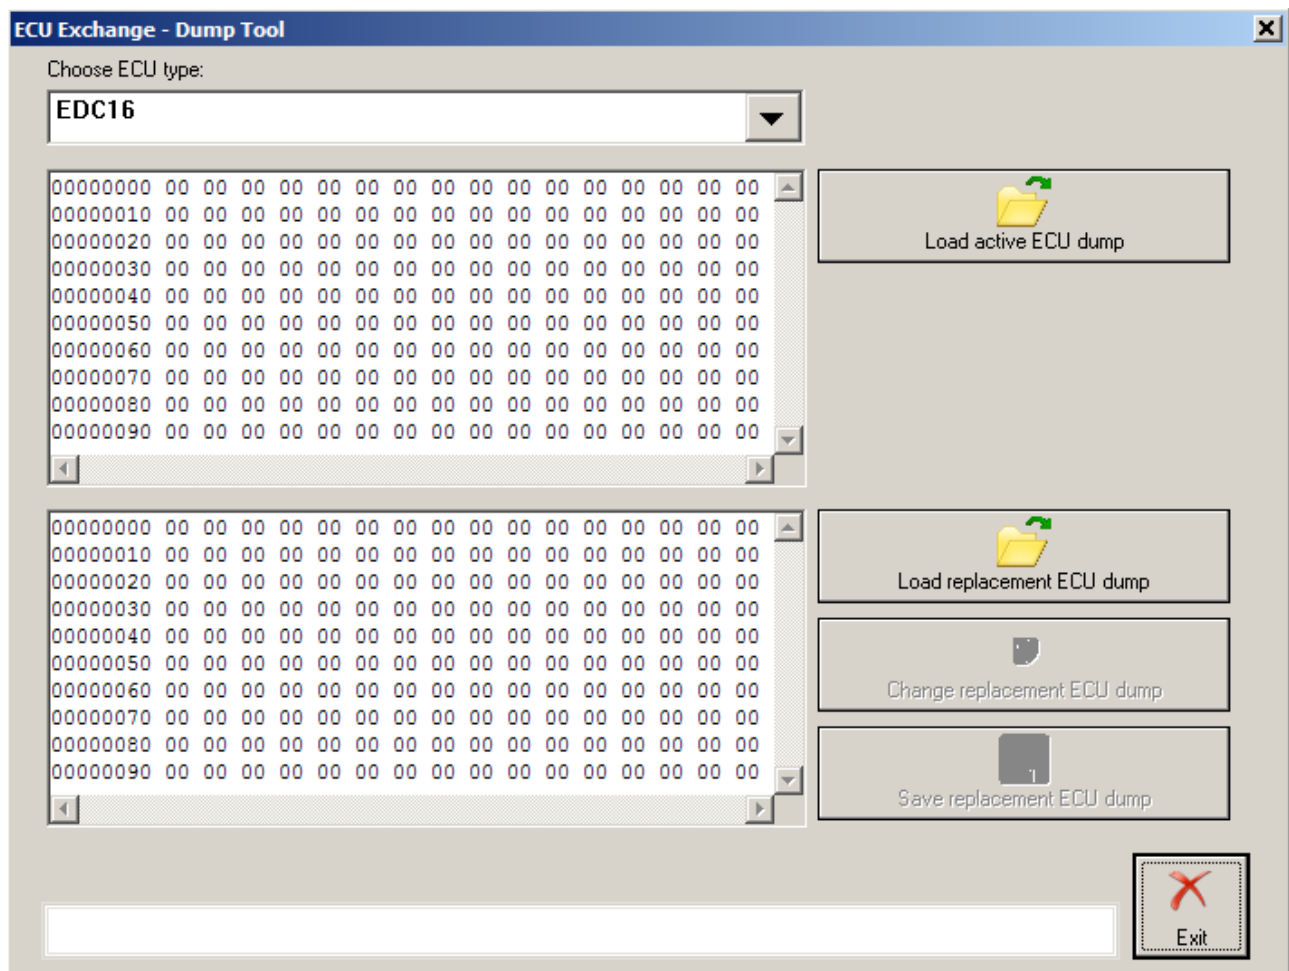 ECU Exchange - Dump Tool
Choose ECU type:
EDC16
00000000 00 00 00 00 00 00 00 00 00 00 00 00 00 00 00 00
00000010 00 00 00 00 00 00 00 00 00 00 00 00 00 00 00 00
00000020 00 00 00 00 00 00 00 00 00 00 00 00 00 00 00 00
00000030 00 00 00 00 00 00 00 00 00 00 00 00 00 00 00 00
00000040 00 00 00 00 00 00 00 00 00 00 00 00 00 00 00 00
00000050 00 00 00 00 00 00 00 00 00 00 00 00 00 00 00 00
00000060 00 00 00 00 00 00 00 00 00 00 00 00 00 00 00 00
00000070 00 00 00 00 00 00 00 00 00 00 00 00 00 00 00 00
00000080 00 00 00 00 00 00 00 00 00 00 00 00 00 00 00 00
00000090 00 00 00 00 00 00 00 00 00 00 00 00 00 00 00 00
Load active ECU dump
00000000 00 00 00 00 00 00 00 00 00 00 00 00 00 00 00 00
00000010 00 00 00 00 00 00 00 00 00 00 00 00 00 00 00 00
00000020 00 00 00 00 00 00 00 00 00 00 00 00 00 00 00 00
00000030 00 00 00 00 00 00 00 00 00 00 00 00 00 00 00 00
00000040 00 00 00 00 00 00 00 00 00 00 00 00 00 00 00 00
00000050 00 00 00 00 00 00 00 00 00 00 00 00 00 00 00 00
00000060 00 00 00 00 00 00 00 00 00 00 00 00 00 00 00 00
00000070 00 00 00 00 00 00 00 00 00 00 00 00 00 00 00 00
00000080 00 00 00 00 00 00 00 00 00 00 00 00 00 00 00 00
00000090 00 00 00 00 00 00 00 00 00 00 00 00 00 00 00 00
Load replacement ECU dump
Change replacement ECU dump
Save replacement ECU dump
Exit